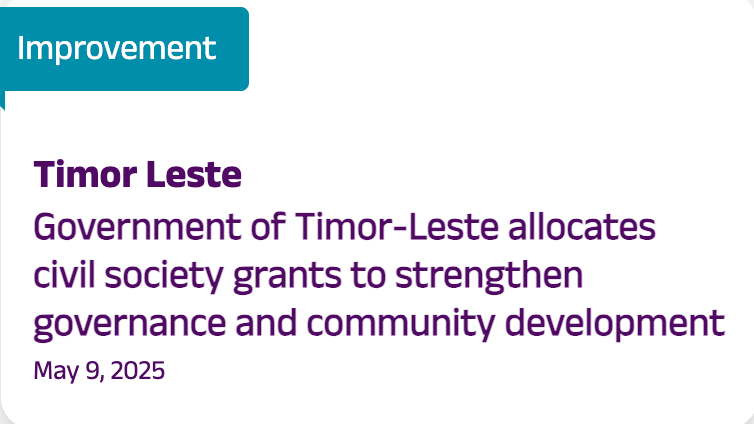 Improvement
Timor Leste
Government of Timor-Leste allocates
civil society grants to strengthen
governance and community development
May 9, 2025